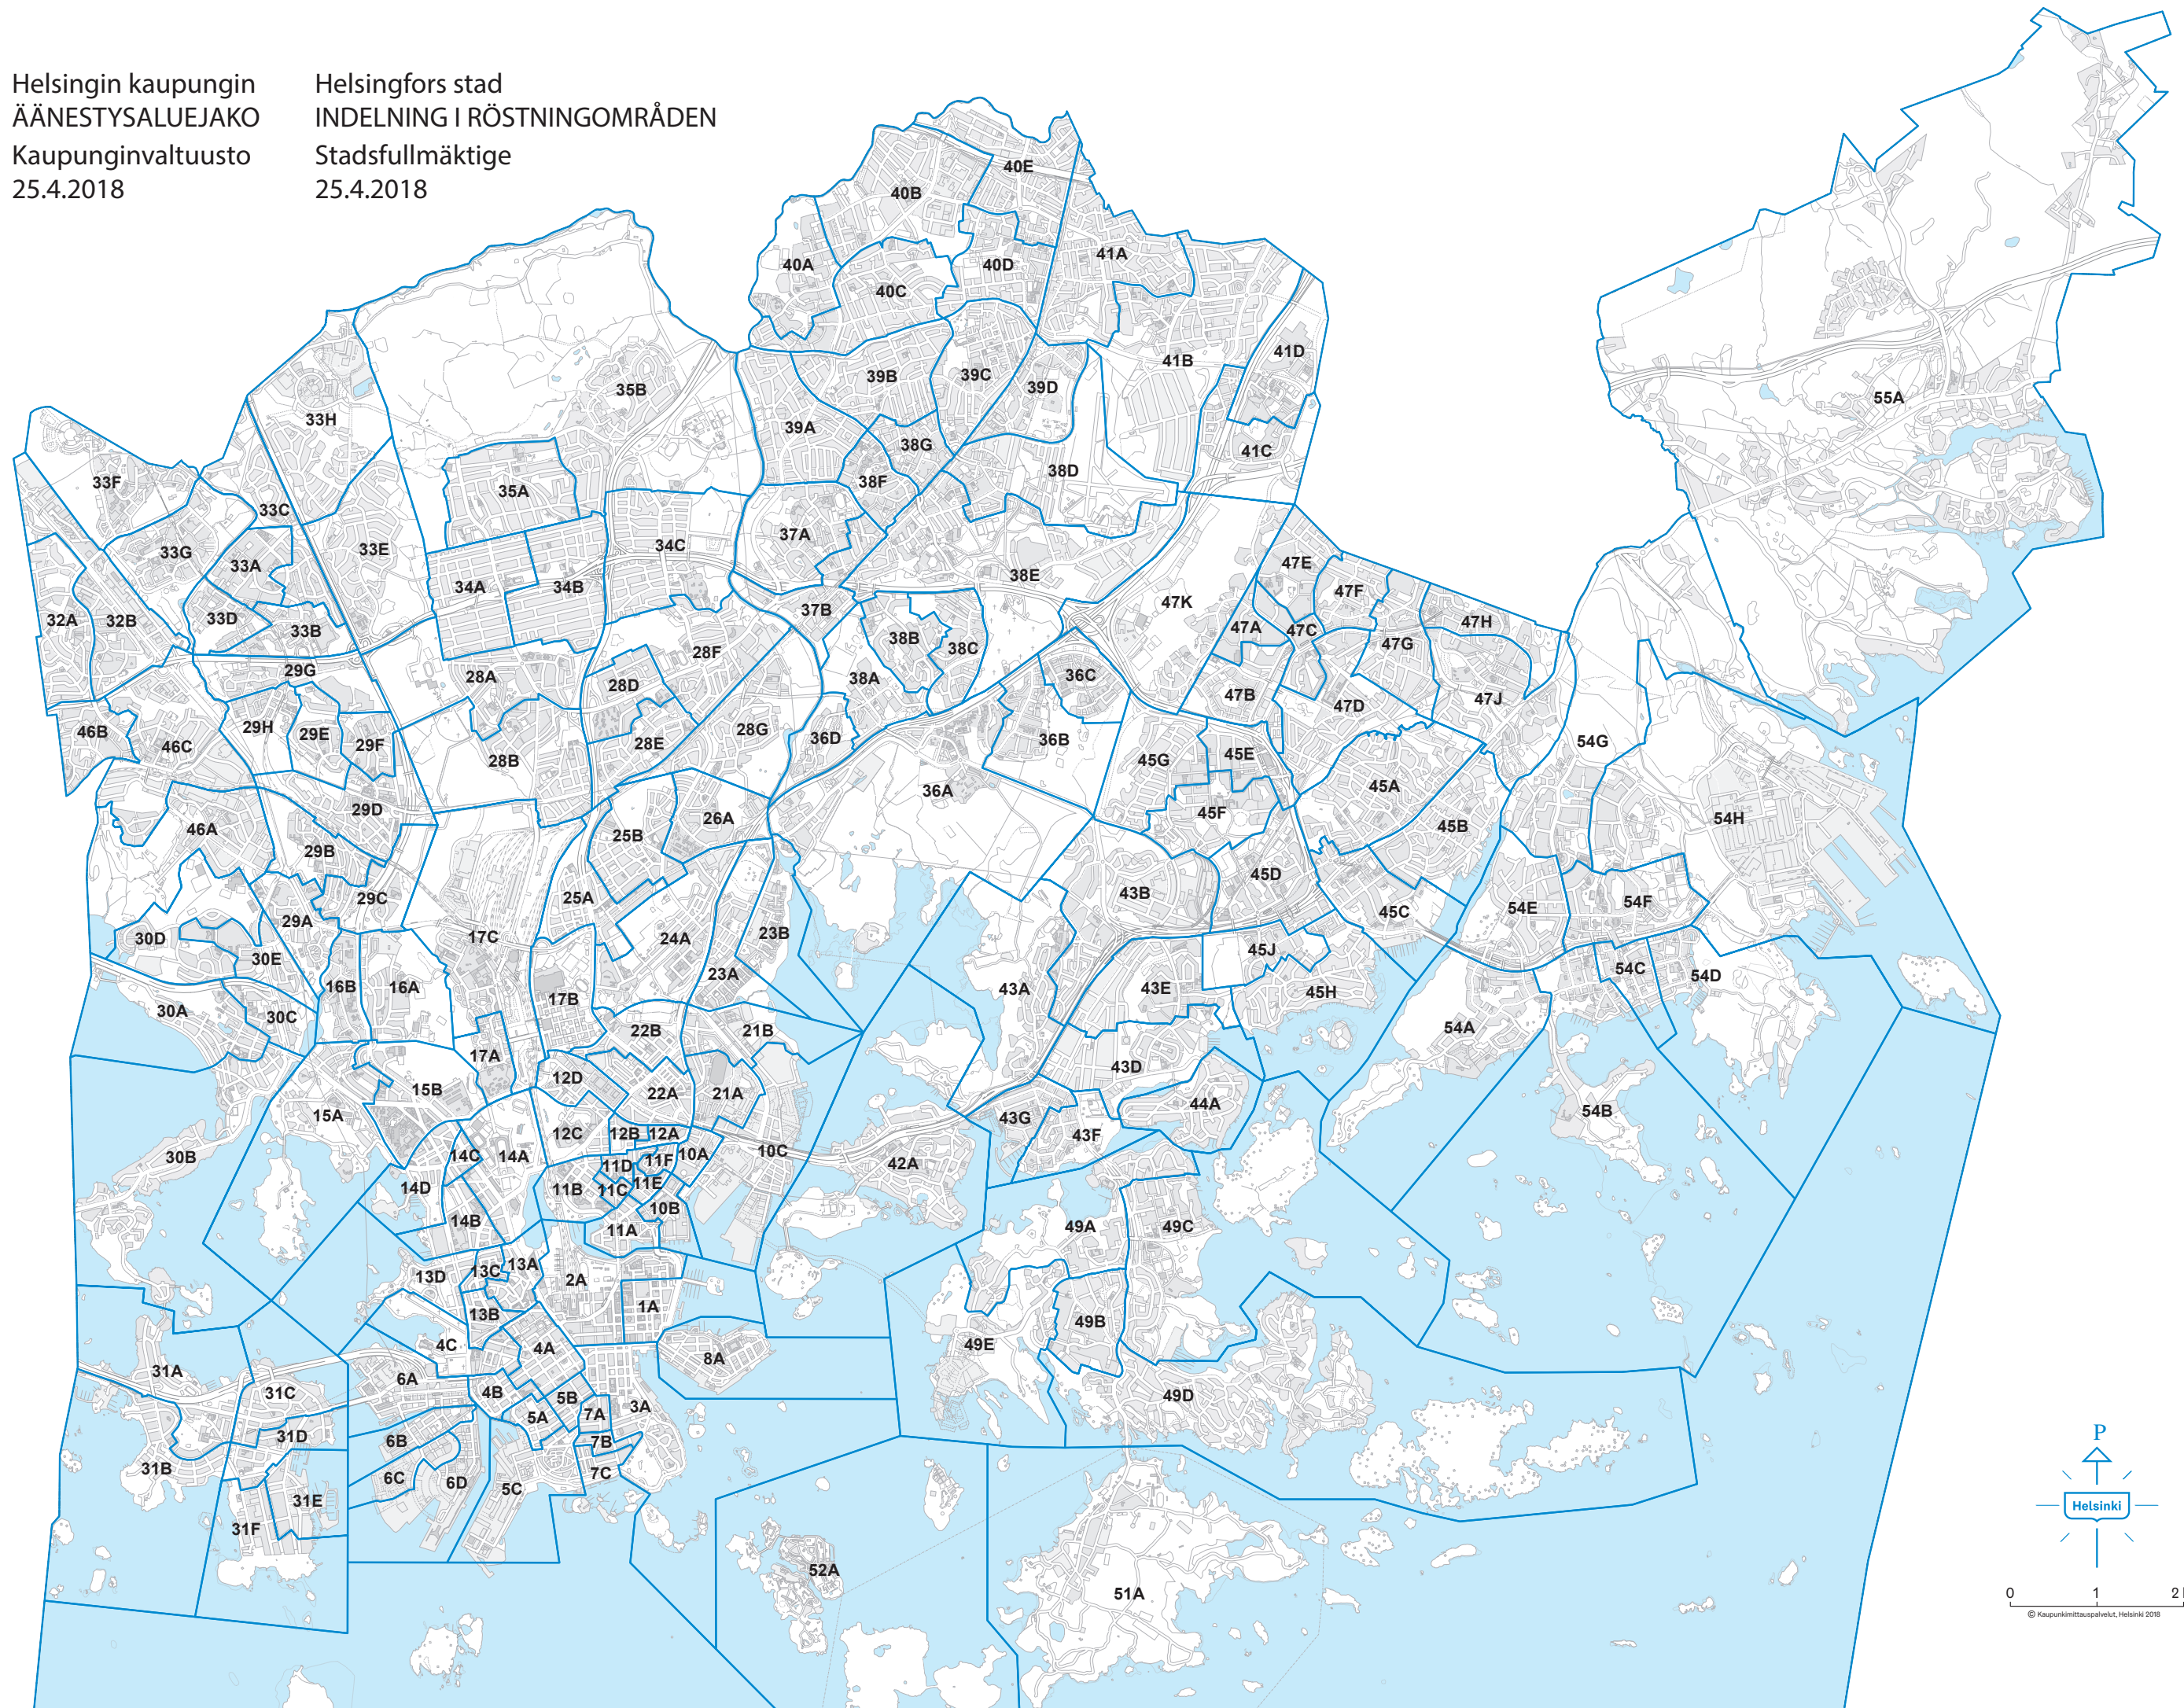 Helsingin kaupungin
ÄÄNESTYSALUEJAKO
Kaupunginvaltuusto
25.4.2018
Helsingfors stad
INDELNING I RÖSTNINGOMRÅDEN
Stadsfullmäktige
25.4.2018
40E
40B
41A
40A
40D
40C
41D
41B
39B
39C
39D
35B
55A
33H
39A
38G
41C
38D
33F
38F
35A
33C
37A
34C
33E
33G
33A
38E
47E
34A
34B
47F
47K
37B
32A
32B
33D
33B
47A
47C
47H
38B
38C
47G
28F
29G
28A
38A
36C
28D
47B
47J
47D
29H
46B
29E
46C
29F
28E
28G
36D
36B
54G
28B
45G
45E
45A
36A
29D
26A
45F
54H
46A
25B
45B
29B
45D
43B
25A
29C
54F
54E
45C
29A
23B
30D
17C
24A
45J
30E
54C
54D
23A
16B
16A
43A
43E
45H
17B
30A
30C
22B
21B
54A
17A
43D
12D
15B
22A
21A
44A
15A
54B
43G
12C
12B
12A
43F
10C
30B
14C
14A
10A
11F
42A
11D
11E
14D
11B
11C
10B
14B
11A
49A
49C
13A
13C
13D
2A
1A
13B
49B
4C
4A
49E
8A
31A
6A
31C
4B
5B
49D
3A
7A
5A
31D
6B
7B
31B
6C
6D
7C
5C
31E
31F
52A
51A
P
Helsinki
0 1 2
© Kaupunkimittauspalvelut, Helsinki 2018